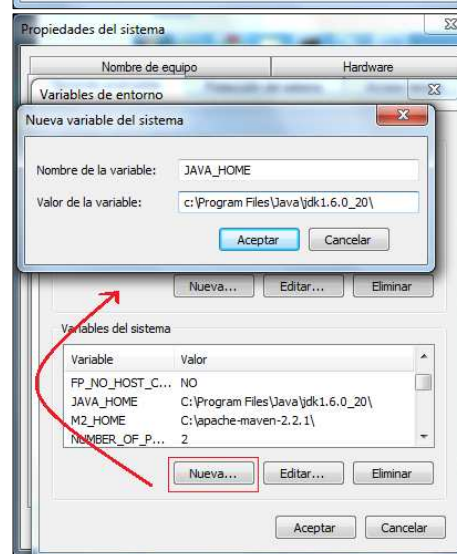 Propiedades del sistema
Nombre de equipo Hardware
Variables de entorno
Nueva variable del sistema
Nombre de la variable: JAVA_HOME
Valor de la variable: c:\Program Files\Java\jdk1.6.0_20\
Aceptar Cancelar
Nueva... Editar... Eliminar
Variables del sistema
Variable Valor
FP_NO_HOST_C... NO
JAVA_HOME C:\Program Files\Java\jdk1.6.0_20\
M2_HOME C:\apache-maven-2.2.1\
NUMBER_OF_P... 2
Nueva... Editar... Eliminar
Aceptar Cancelar